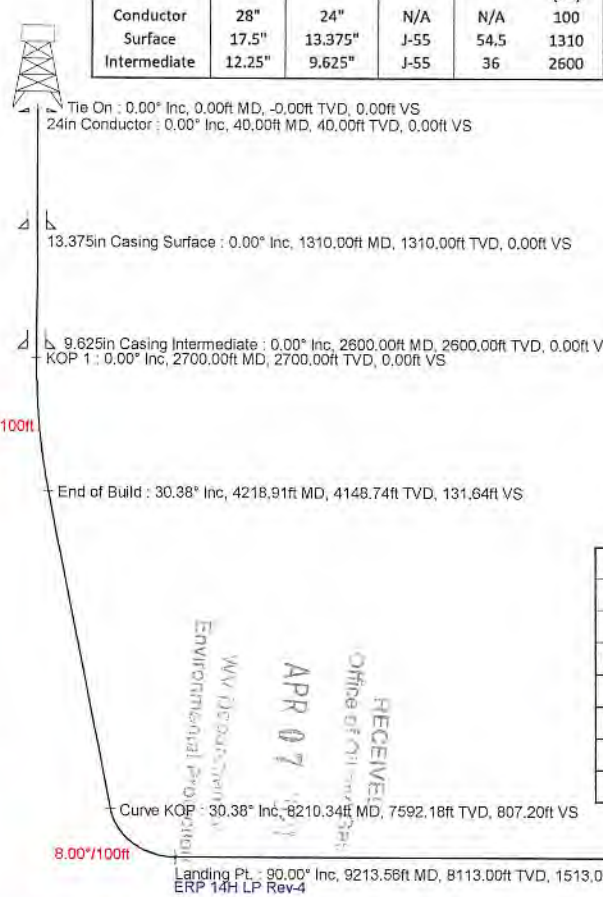 Conductor 28" 24" N/A N/A 100
Surface 17.5" 13.375" J-55 54.5 1310
Intermediate 12.25" 9.625" J-55 36 2600
Tie On : 0.00° Inc, 0.00ft MD, -0.00ft TVD, 0.00ft VS
24in Conductor : 0.00° Inc, 40.00ft MD, 40.00ft TVD, 0.00ft VS
13.375in Casing Surface : 0.00° Inc, 1310.00ft MD, 1310.00ft TVD, 0.00ft VS
9.625in Casing Intermediate : 0.00° Inc, 2600.00ft MD, 2600.00ft TVD, 0.00ft V
KOP 1 : 0.00° Inc, 2700.00ft MD, 2700.00ft TVD, 0.00ft VS
100ft
End of Build : 30.38° Inc, 4218.91ft MD, 4148.74ft TVD, 131.64ft VS
RECEIVED
Office of Oil
APR 07
WV
Environmental Protection
Curve KOP : 30.38° Inc, 8210.34ft MD, 7592.18ft TVD, 807.20ft VS
8.00°/100ft
Landing Pt. : 90.00° Inc, 9213.56ft MD, 8113.00ft TVD, 1513.0
ERP 14H LP Rev-4